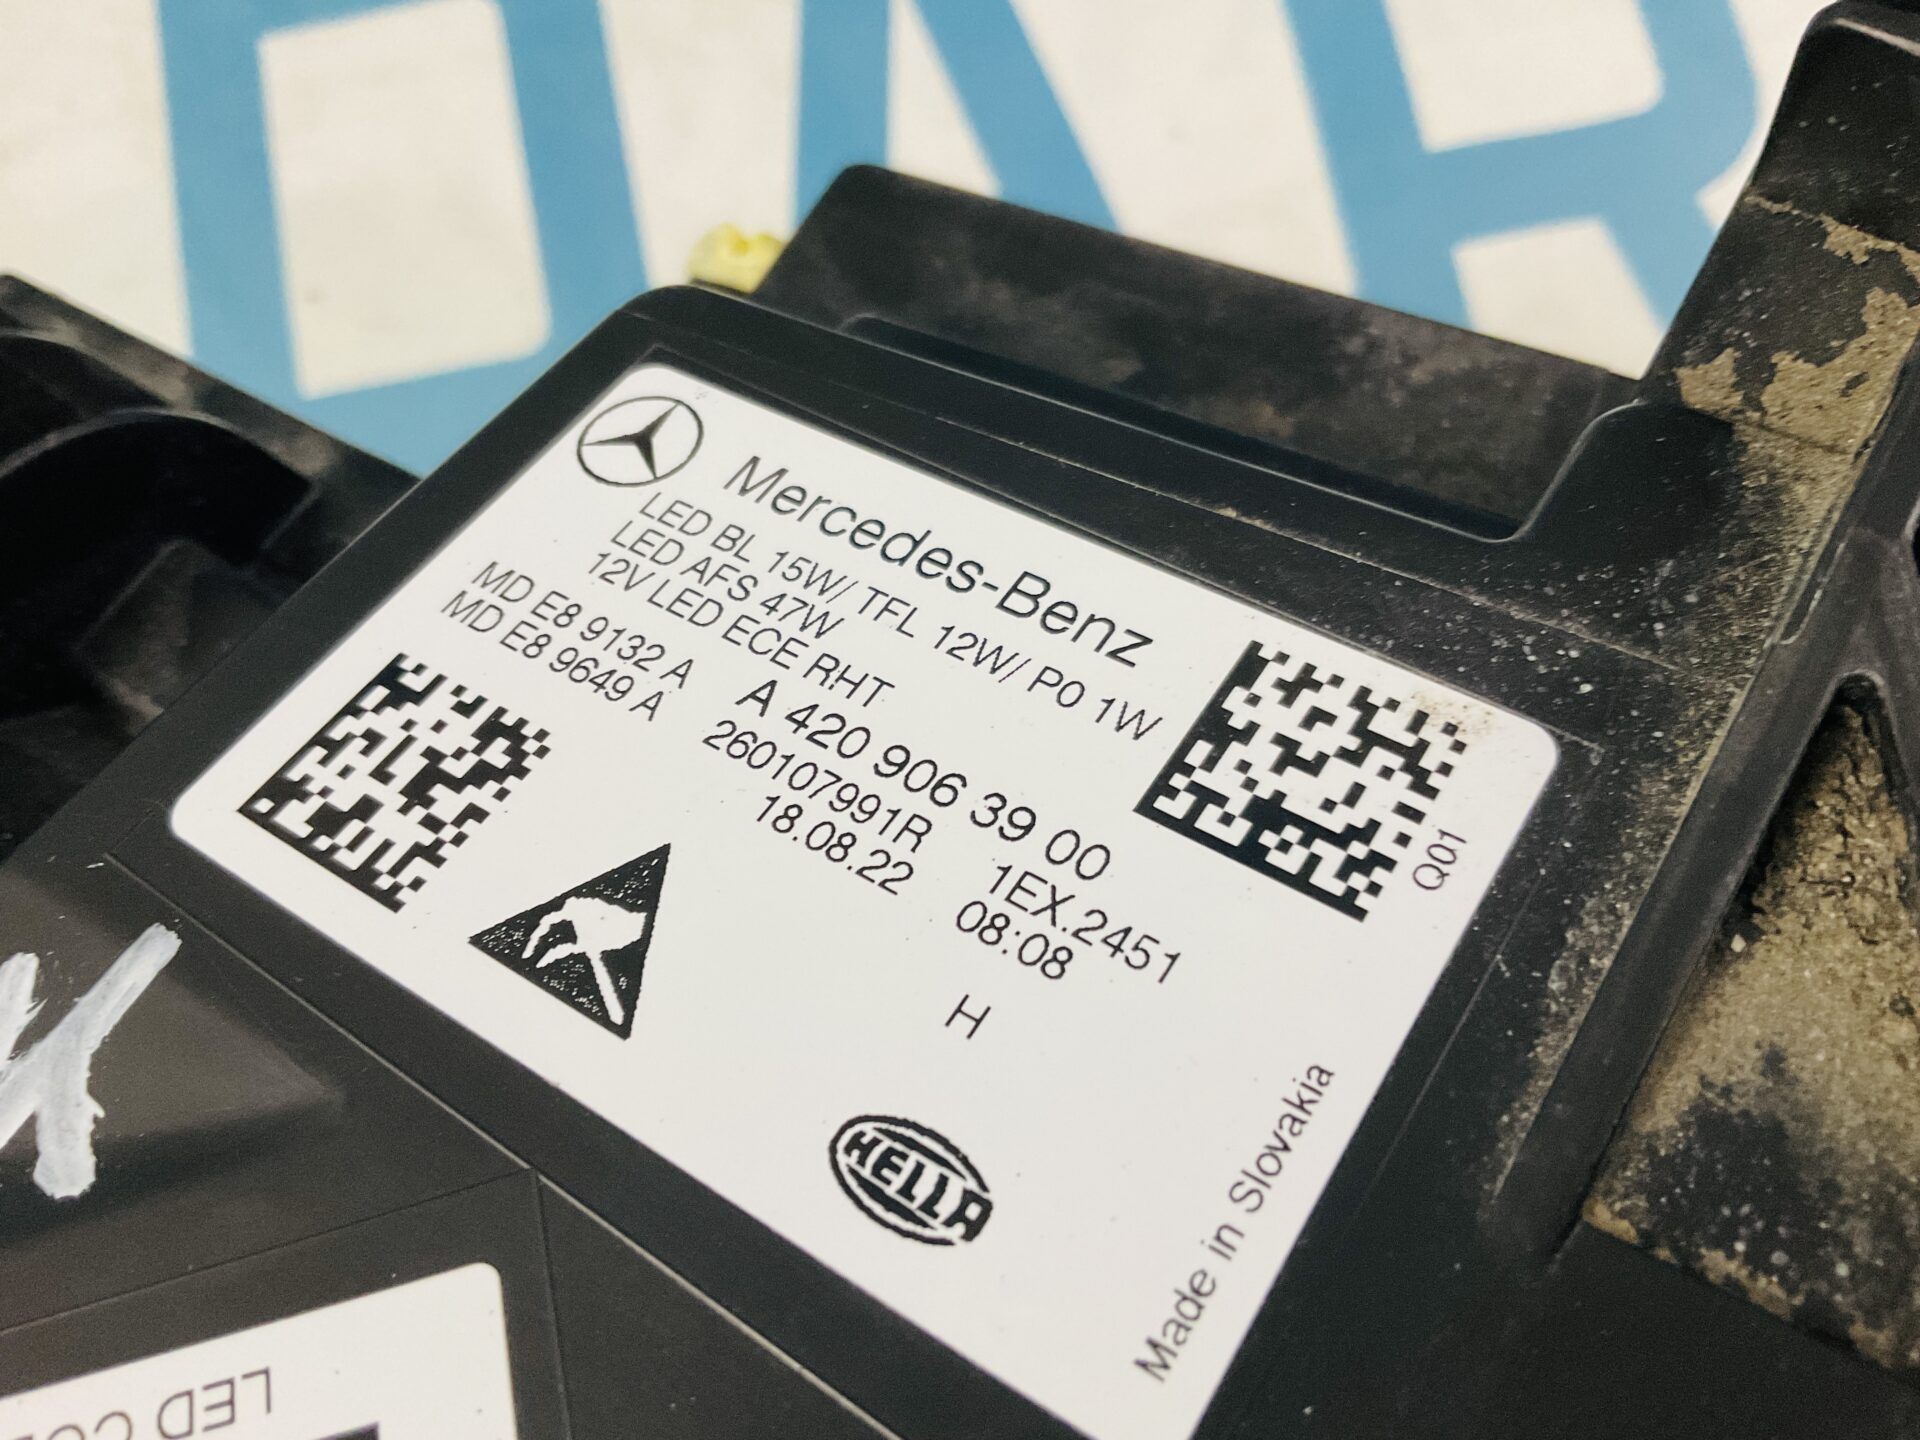 Mercedes-Benz
LED BL 15W/ TFL 12W/ PO 1W
LED AFS 47W
12V LED ECE RHT
MD E8 9132 A
MD E8 9649 A
A 420 906 39 00
260107991R 1EX.2451
18.08.22 08:08
H
Q01
HELLA
Made in Slovakia
LED